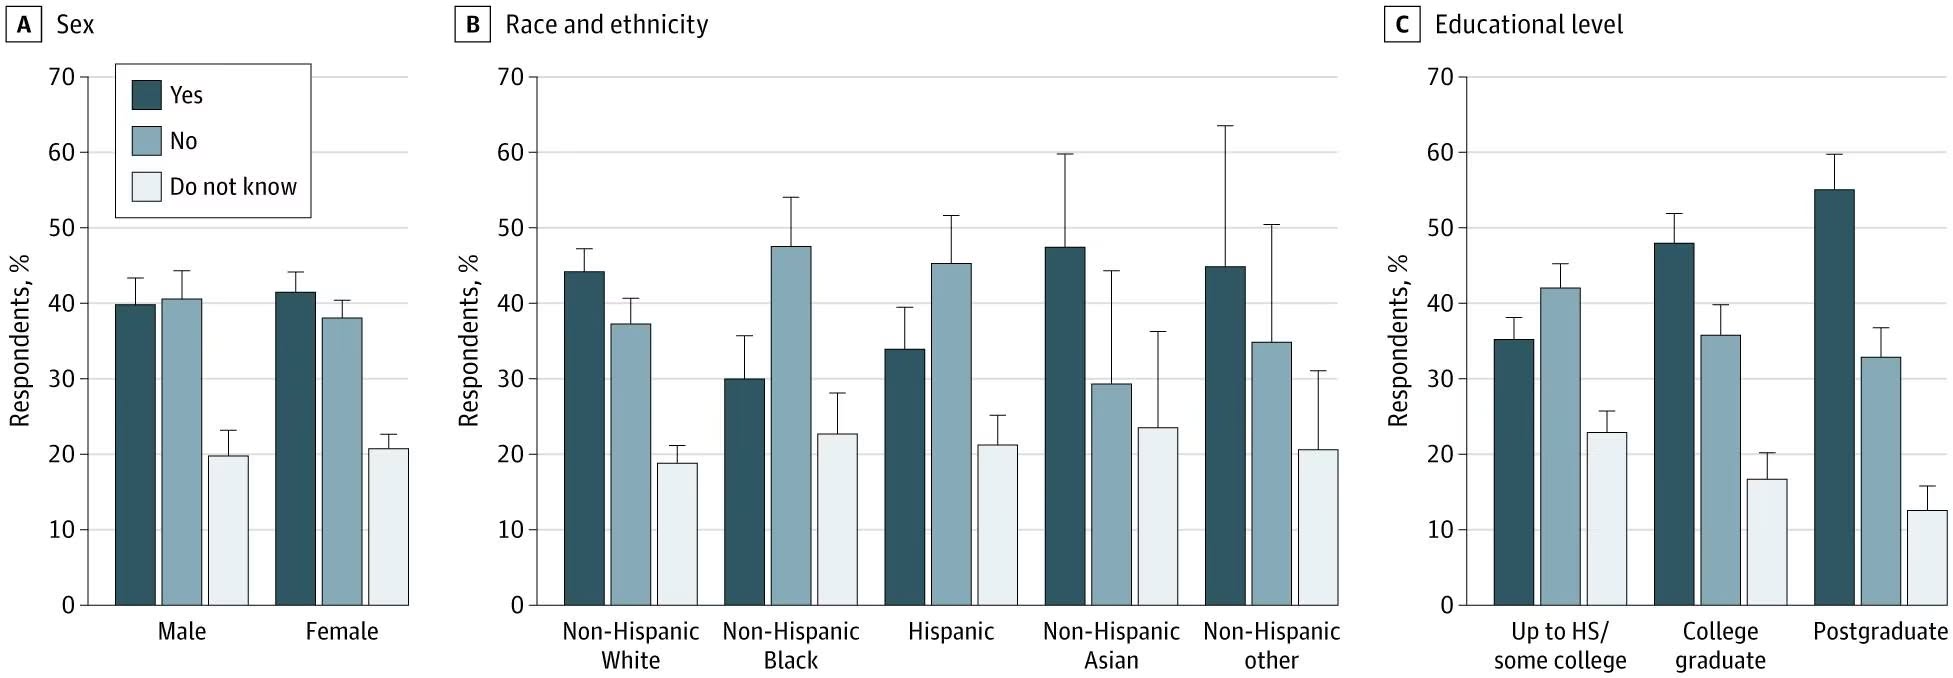 A Sex
70
60
50
40
30
20
10
0
Respondents, %
Yes
No
Do not know
Male
Female
B Race and ethnicity
70
60
50
40
30
20
10
0
Respondents, %
Non-Hispanic
White
Non-Hispanic
Black
Hispanic
Non-Hispanic
Asian
Non-Hispanic
other
C Educational level
70
60
50
40
30
20
10
0
Respondents, %
Up to HS/
some college
College
graduate
Postgraduate